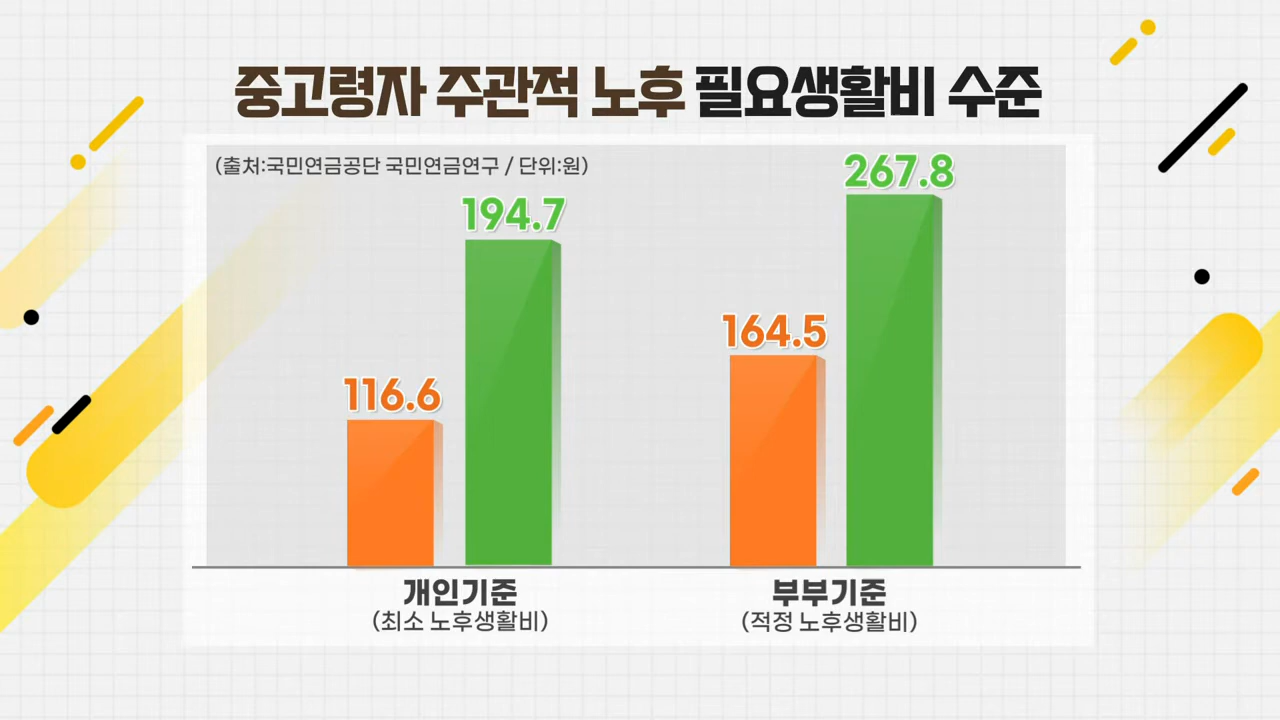 중고령자 주관적 노후 필요생활비 수준
(출처:국민연금공단 국민연금연구 / 단위:원)
116.6
194.7
164.5
267.8
개인기준
(최소 노후생활비)
부부기준
(적정 노후생활비)